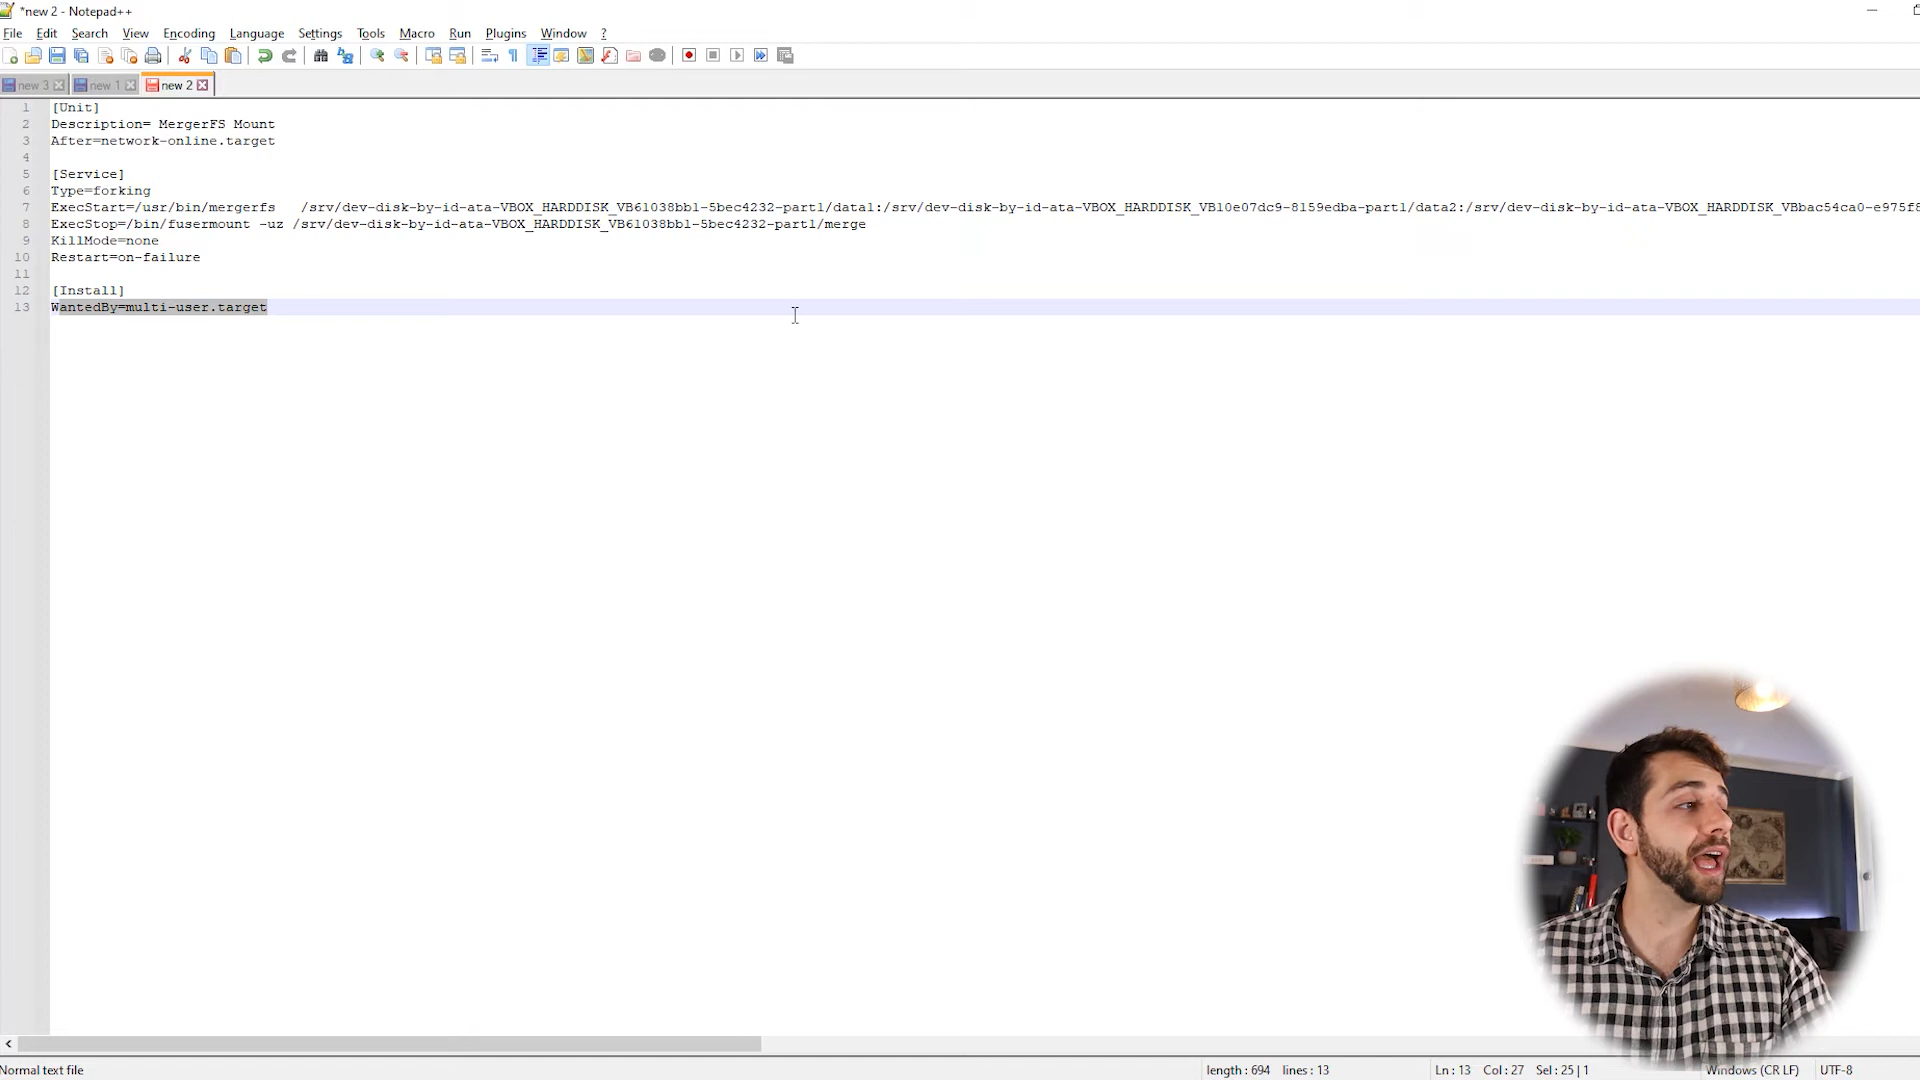 *new 2 - Notepad++
File Edit Search View Encoding Language Settings Tools Macro Run Plugins Window ?
new 3 new 1 new 2
1 [Unit]
2 Description= MergerFS Mount
3 After=network-online.target
4
5 [Service]
6 Type=forking
7 ExecStart=/usr/bin/mergerfs   /srv/dev-disk-by-id-ata-VBOX_HARDDISK_VB61038bb1-5bec4232-part1/data1:/srv/dev-disk-by-id-ata-VBOX_HARDDISK_VB10e07dc9-8159edba-part1/data2:/srv/dev-disk-by-id-ata-VBOX_HARDDISK_VBbac54ca0-e975f8
8 ExecStop=/bin/fusermount -uz /srv/dev-disk-by-id-ata-VBOX_HARDDISK_VB61038bb1-5bec4232-part1/merge
9 KillMode=none
10 Restart=on-failure
11
12 [Install]
13 WantedBy=multi-user.target
Normal text file length : 694 lines : 13 Ln : 13 Col : 27 Sel : 25 | 1 Windows (CR LF) UTF-8